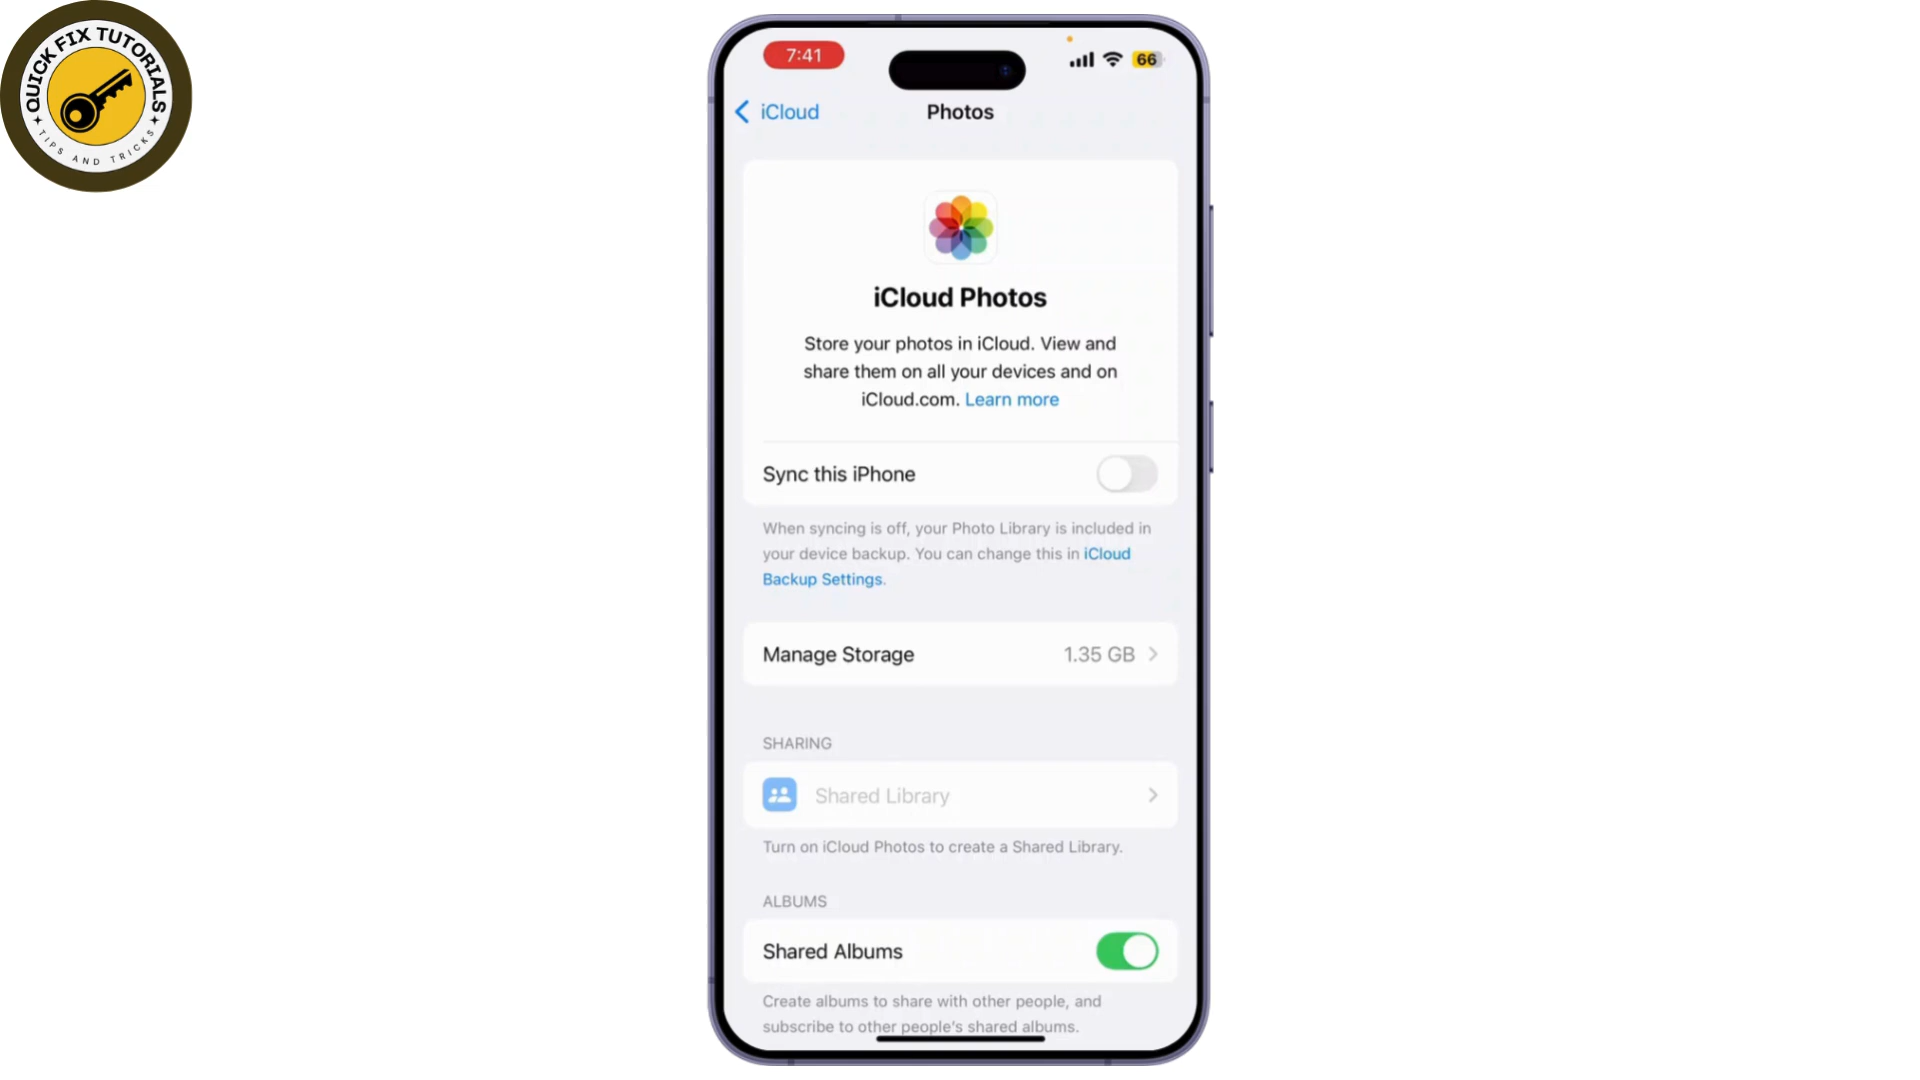 QUICK FIX TUTORIALS
TIPS AND TRICKS
7:41
66
iCloud
Photos
iCloud Photos
Store your photos in iCloud. View and
share them on all your devices and on
iCloud.com. Learn more
Sync this iPhone
When syncing is off, your Photo Library is included in
your device backup. You can change this in iCloud
Backup Settings.
Manage Storage
1.35 GB
SHARING
Shared Library
Turn on iCloud Photos to create a Shared Library.
ALBUMS
Shared Albums
Create albums to share with other people, and
subscribe to other people's shared albums.